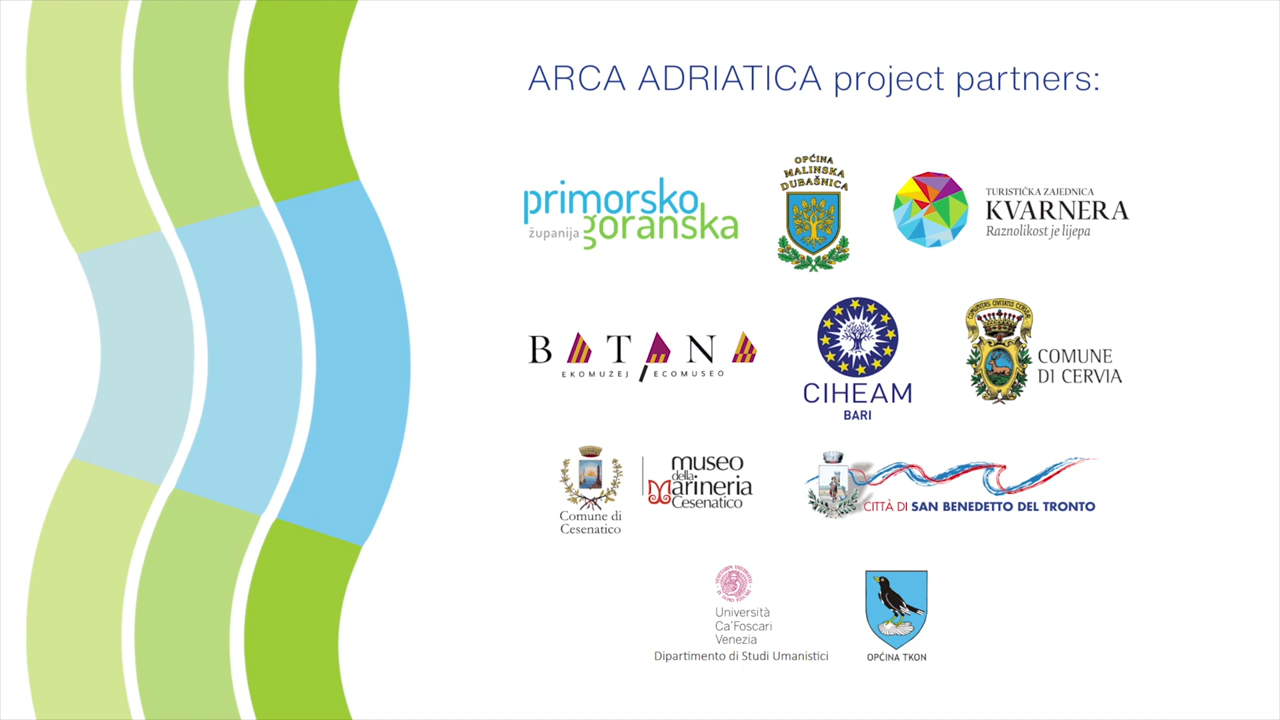 ARCA ADRIATICA project partners:
primorsko
županija goranska
OPĆINA
MALINSKA
DUBAŠNICA
TURISTIČKA ZAJEDNICA
KVARNERA
Raznolikost je lijepa
BATANA
EKOMUZEJ ECOMUSEO
CIHEAM
BARI
COMUNE
DI CERVIA
Comune di
Cesenatico
museo
della
Marineria
Cesenatico
CITTÀ DI SAN BENEDETTO DEL TRONTO
Università
Ca'Foscari
Venezia
Dipartimento di Studi Umanistici
OPĆINA TKON